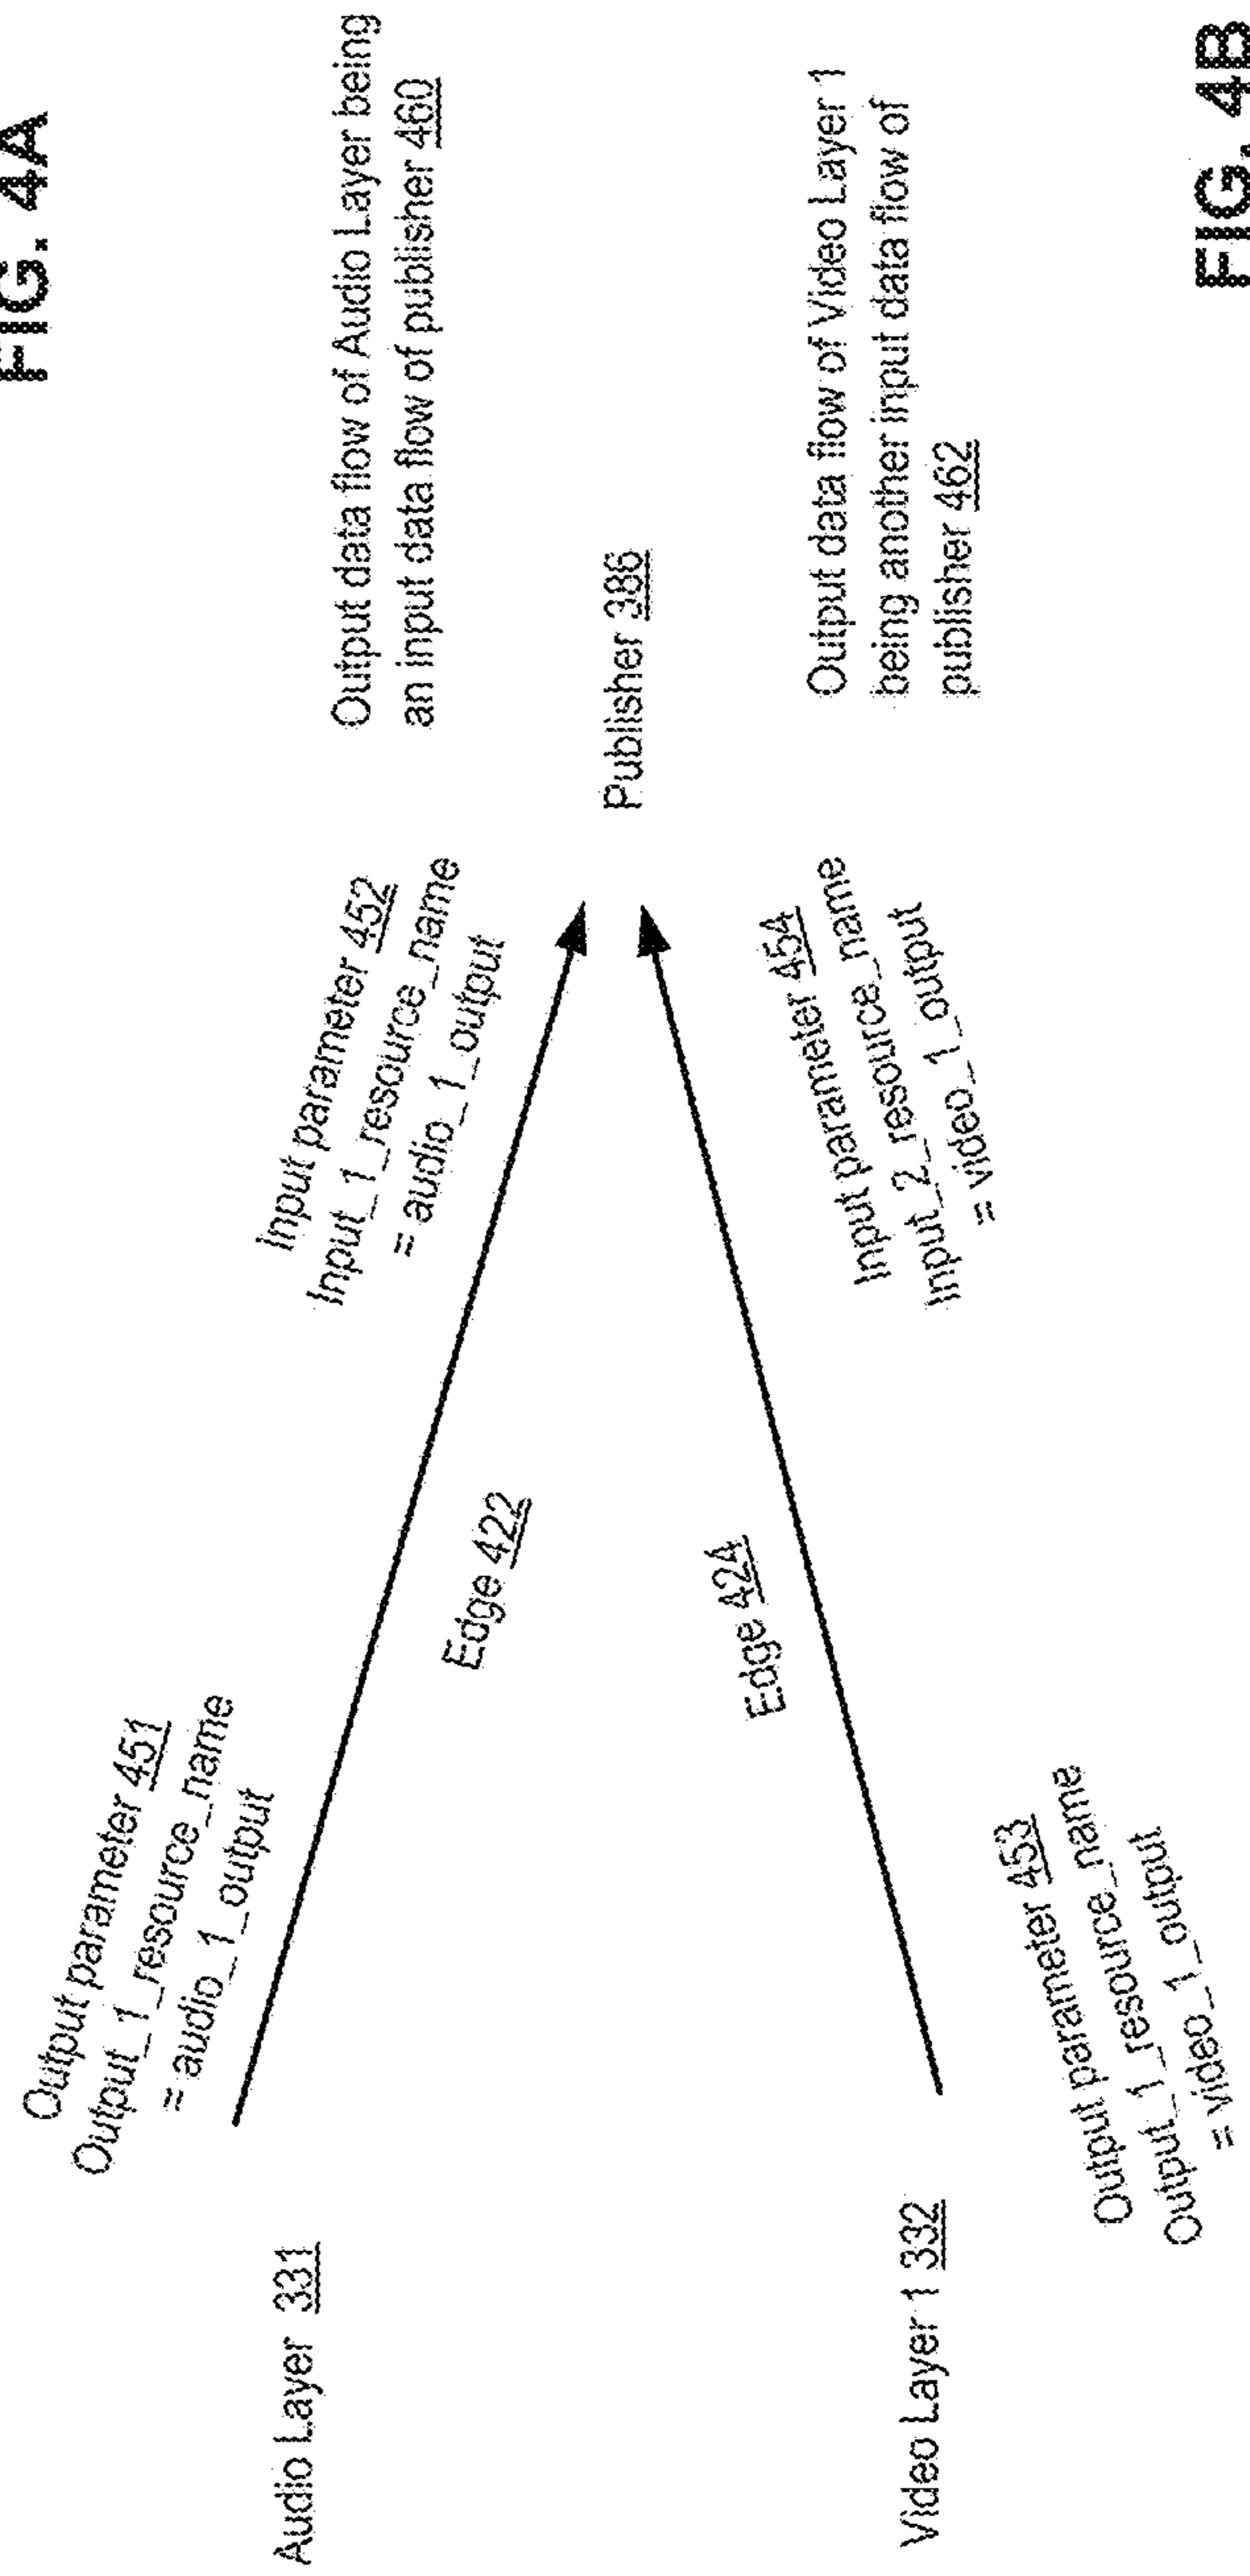 FIG. 4A
Output parameter 451
Output_1_resource_name
= audio_1_output
Input parameter 452
Input_1_resource_name
= audio_1_output
Output data flow of Audio Layer being
an input data flow of publisher 460
Audio Layer 331
Edge 422
Publisher 386
Edge 424
Input parameter 454
Input_2_resource_name
= video_1_output
Output data flow of Video Layer 1
being another input data flow of
publisher 462
Video Layer 1 332
Output parameter 453
Output_1_resource_name
= video_1_output
FIG. 4B